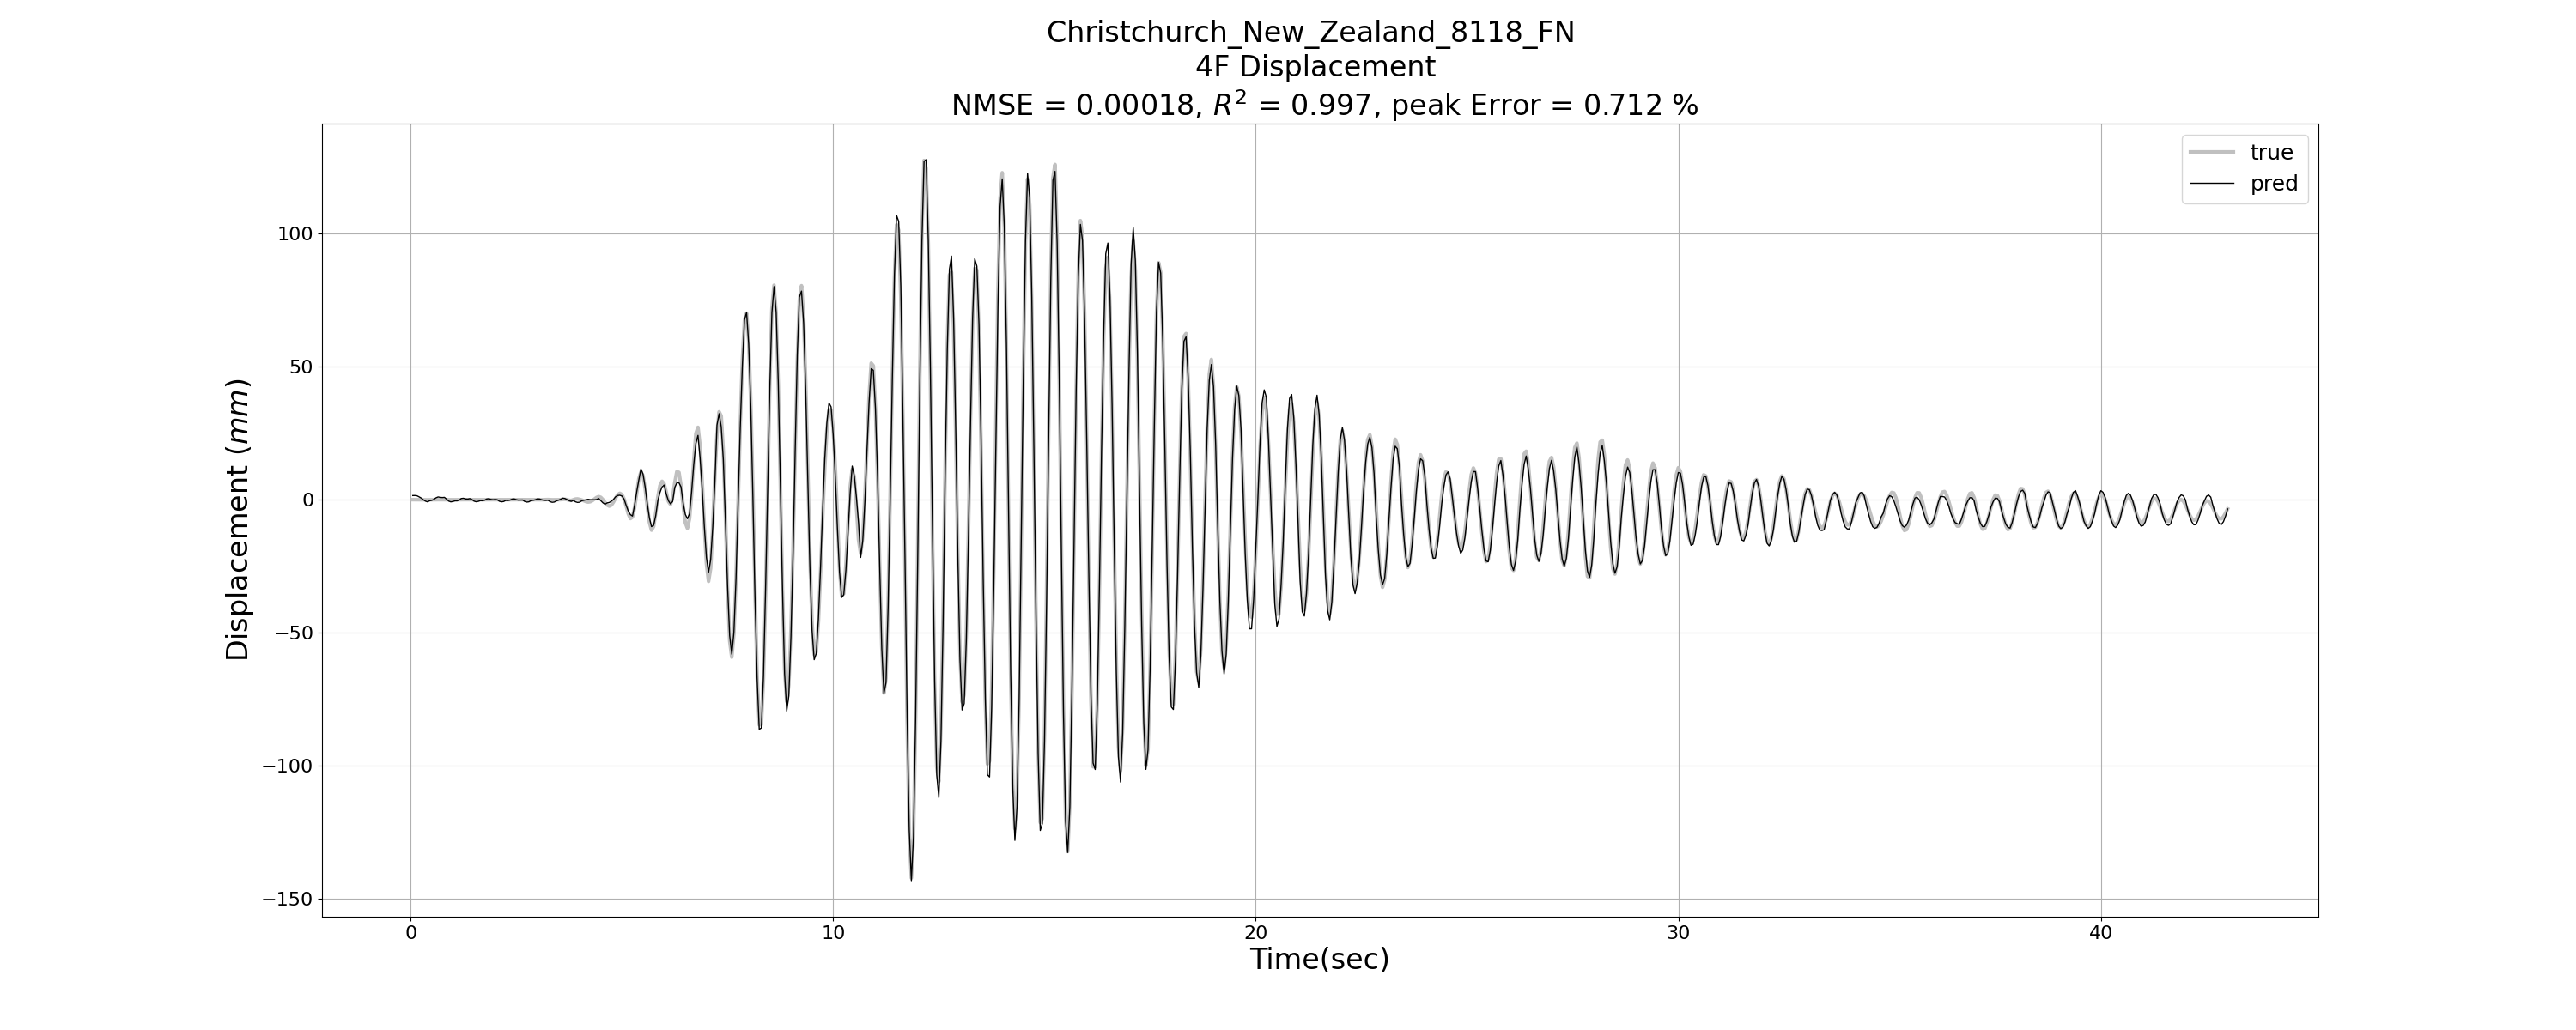 Christchurch_New_Zealand_8118_FN
4F Displacement
NMSE = 0.00018, R² = 0.997, peak Error = 0.712 %
true
pred
100
50
0
−50
−100
−150
Displacement (mm)
0 10 20 30 40
Time(sec)